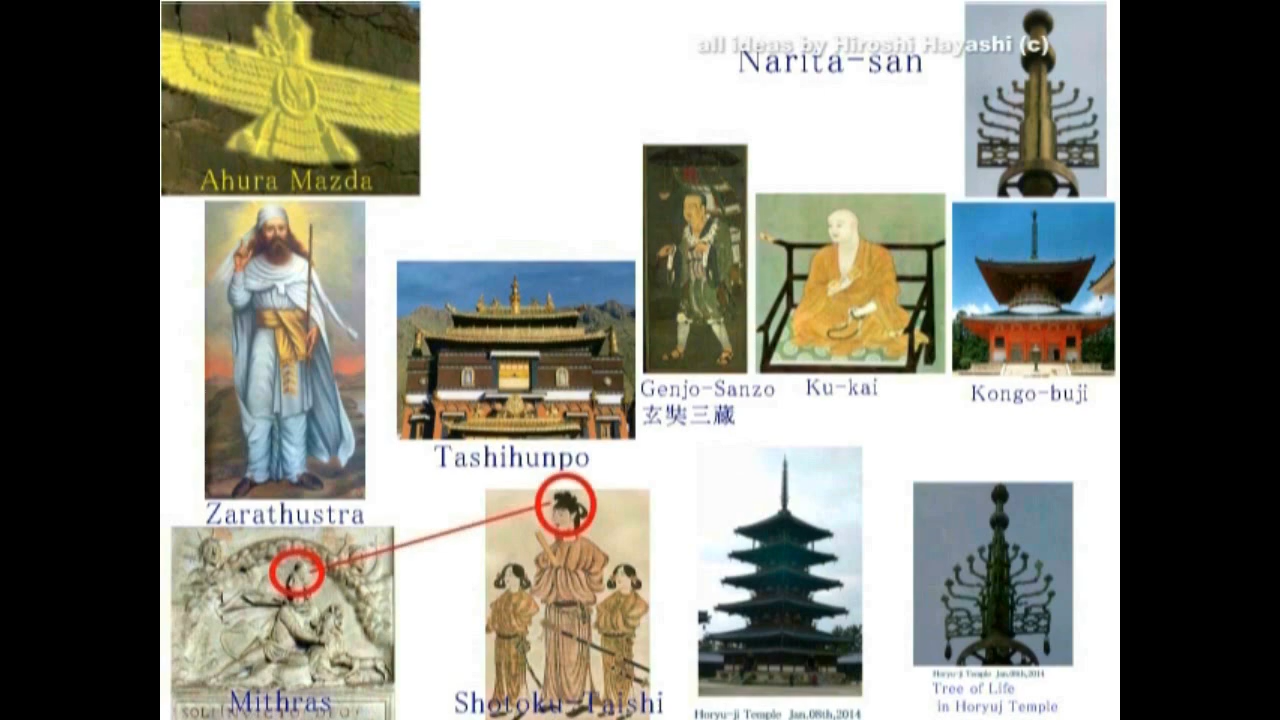 all ideas by Hiroshi Hayashi (c)
Narita-san
Ahura Mazda
Genjo-Sanzo
玄奘三蔵
Ku-kai
Kongo-buji
Tashihunpo
Zarathustra
Mithras
Shotoku-Taishi
Horyu-ji Temple Jan,08th,2014
Horyu-ji Temple Jan,08th,2014
Tree of Life
in Horyuj Temple